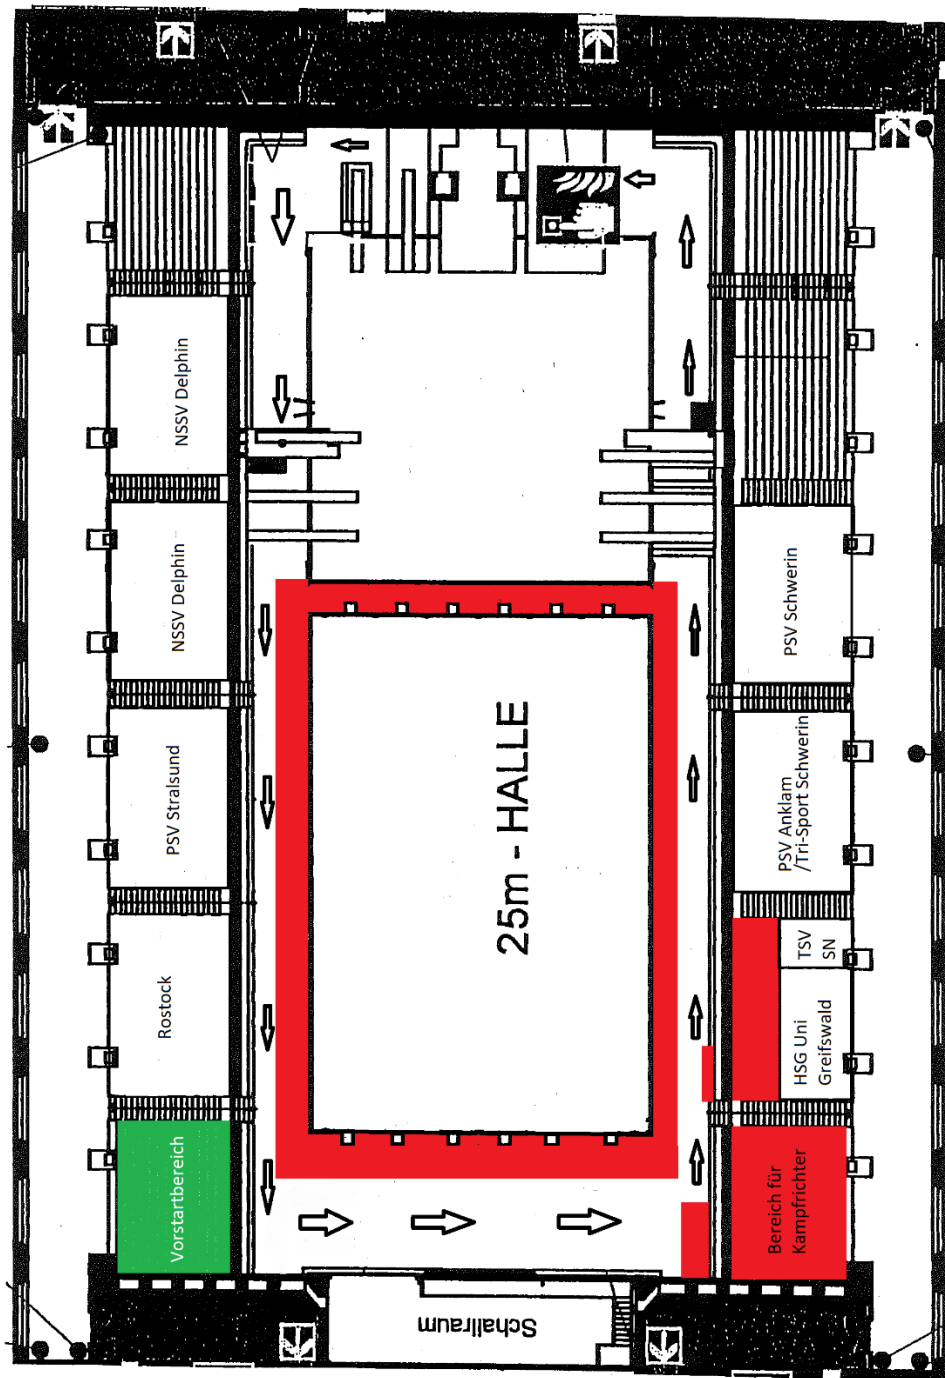 NSSV Delphin
NSSV Delphin
PSV Stralsund
Rostock
Vorstartbereich
25m - HALLE
PSV Schwerin
PSV Anklam
/Tri-Sport Schwerin
TSV
SN
HSG Uni
Greifswald
Bereich für
Kampfrichter
Schallraum